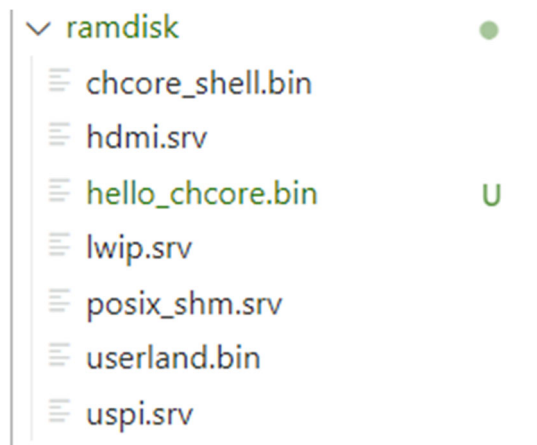 ramdisk
chcore_shell.bin
hdmi.srv
hello_chcore.bin U
lwip.srv
posix_shm.srv
userland.bin
uspi.srv